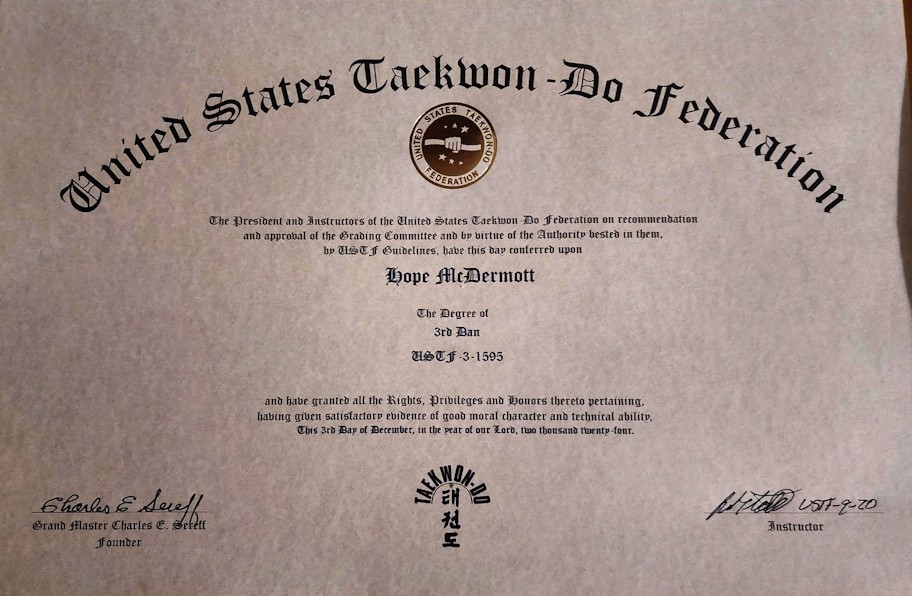 United States Taekwon-Do Federation
UNITED STATES TAEKWON-DO FEDERATION
The President and Instructors of the United States Taekwon-Do Federation on recommendation
and approval of the Grading Committee and by virtue of the Authority bested in them,
by USTF Guidelines, have this day conferred upon
Hope McDermott
The Degree of
3rd Dan
USTF-3-1595
and have granted all the Rights, Privileges and Honors thereto pertaining,
having given satisfactory evidence of good moral character and technical ability,
This 3rd Day of December, in the year of our Lord, two thousand twenty-four.
TAEKWON-DO
태
권
도
Charles E Sereff
Grand Master Charles E. Sereff
Founder
USTF-9-20
Instructor